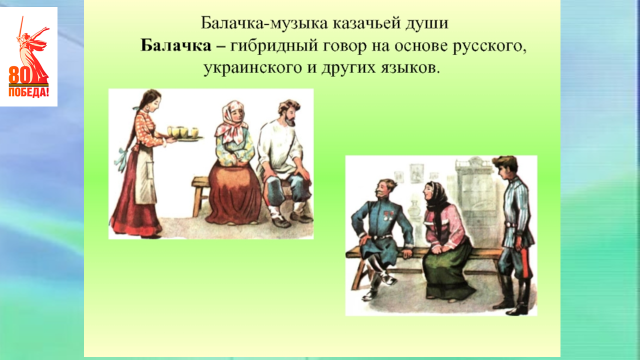 Балачка-музыка казачьей души
Балачка – гибридный говор на основе русского,
украинского и других языков.
80
ПОБЕДА!